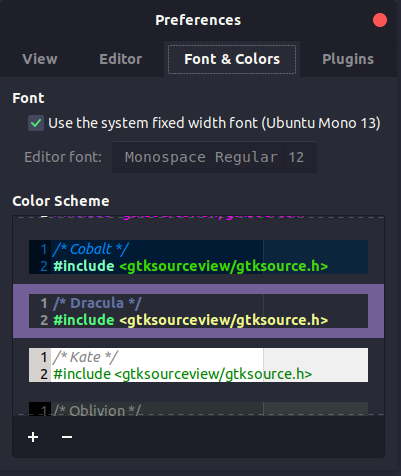 Preferences
View Editor Font & Colors Plugins
Font
Use the system fixed width font (Ubuntu Mono 13)
Editor font: Monospace Regular 12
Color Scheme
1 /* Cobalt */
2 #include <gtksourceview/gtksource.h>
1 /* Dracula */
2 #include <gtksourceview/gtksource.h>
1 /* Kate */
2 #include <gtksourceview/gtksource.h>
1 /* Oblivion */